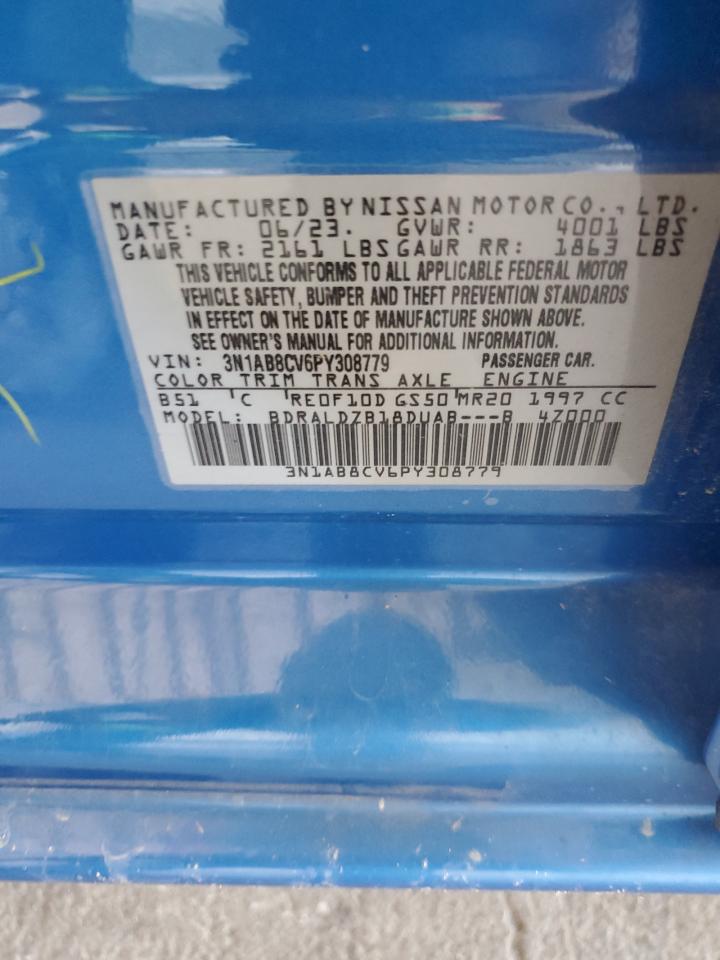 MANUFACTURED BY NISSAN MOTOR CO., LTD.
DATE: 06/23. GVWR: 4001 LBS
GAWR FR: 2161 LBS GAWR RR: 1863 LBS
THIS VEHICLE CONFORMS TO ALL APPLICABLE FEDERAL MOTOR
VEHICLE SAFETY, BUMPER AND THEFT PREVENTION STANDARDS
IN EFFECT ON THE DATE OF MANUFACTURE SHOWN ABOVE.
SEE OWNER'S MANUAL FOR ADDITIONAL INFORMATION.
VIN: 3N1AB8CV6PY308779 PASSENGER CAR.
COLOR TRIM TRANS AXLE ENGINE
B51 C RE0F10D GS50 MR20 1997 CC
MODEL: BDRALDZB18DUAB---B 4Z000
3N1AB8CV6PY308779